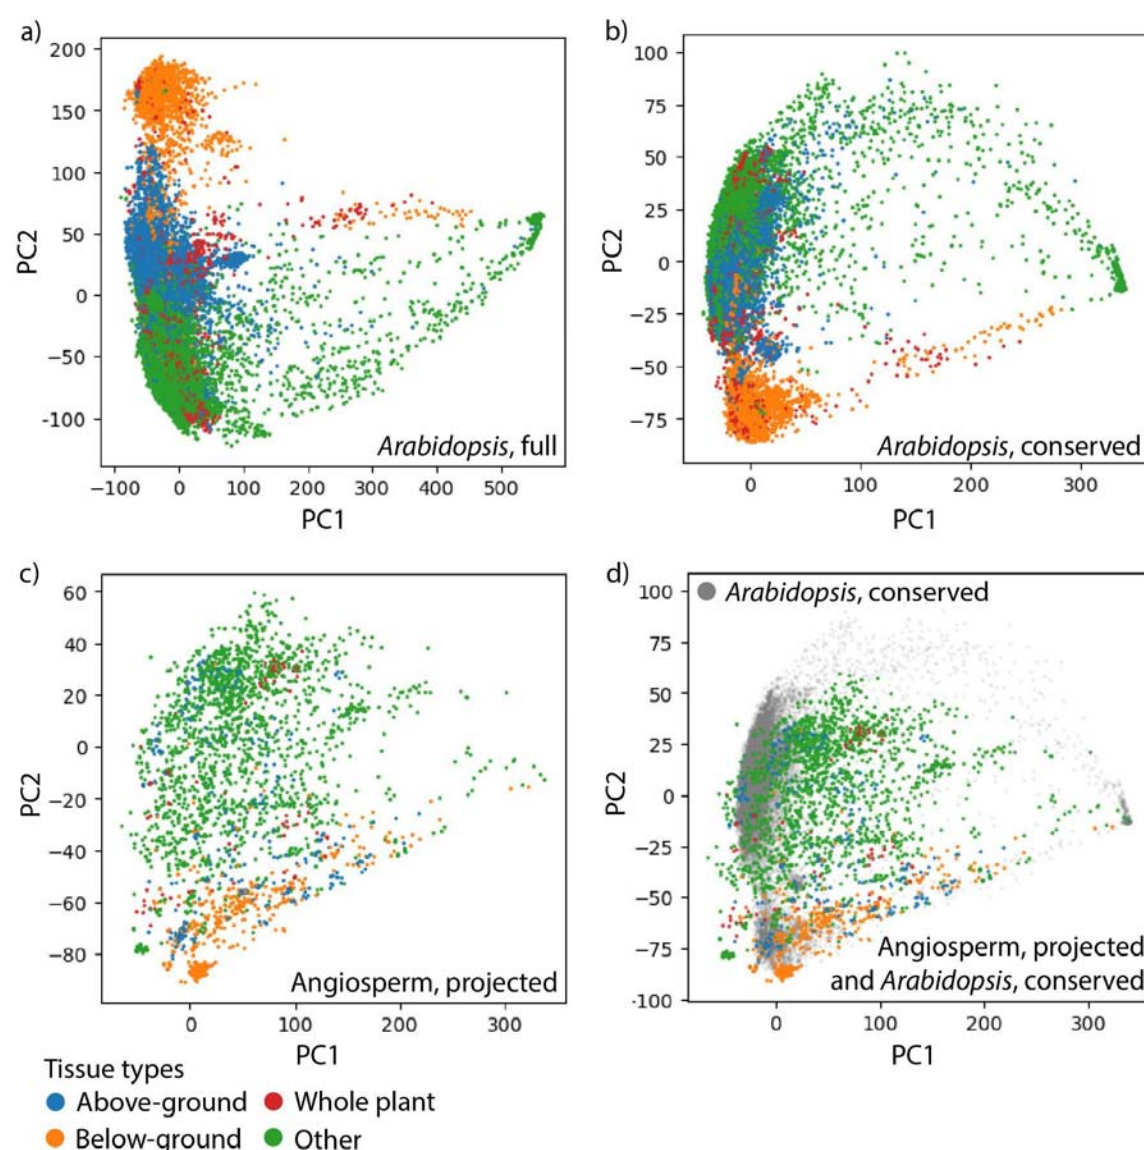 a)
200
150
100
50
0
−50
−100
−100 0 100 200 300 400 500
PC2
PC1
Arabidopsis, full
b)
100
75
50
25
0
−25
−50
−75
0 100 200 300
PC2
PC1
Arabidopsis, conserved
c)
60
40
20
0
−20
−40
−60
−80
0 100 200 300
PC2
PC1
Angiosperm, projected
d)
100
75
50
25
0
−25
−50
−75
-100
0 100 200 300
PC2
PC1
Arabidopsis, conserved
Angiosperm, projected
and Arabidopsis, conserved
Tissue types
Above-ground
Whole plant
Below-ground
Other